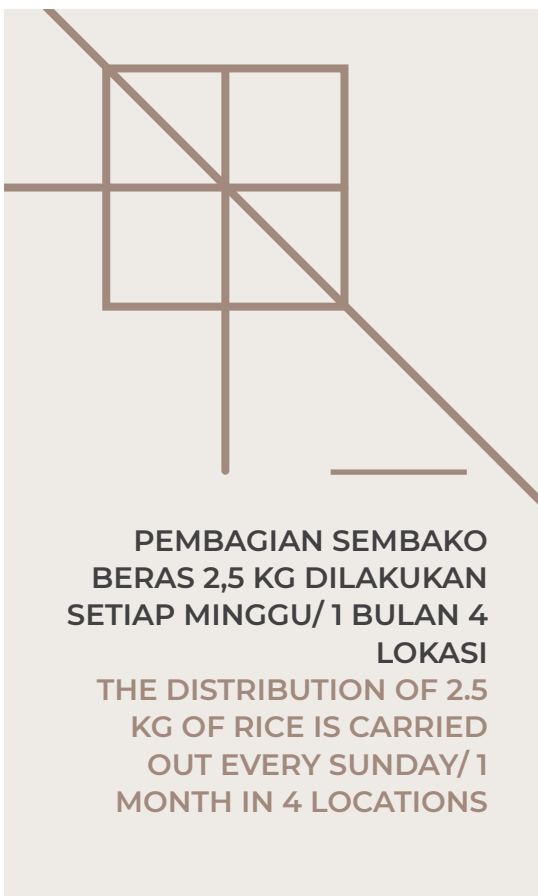 PEMBAGIAN SEMBAKO
BERAS 2,5 KG DILAKUKAN
SETIAP MINGGU/ 1 BULAN 4
LOKASI
THE DISTRIBUTION OF 2.5
KG OF RICE IS CARRIED
OUT EVERY SUNDAY/ 1
MONTH IN 4 LOCATIONS